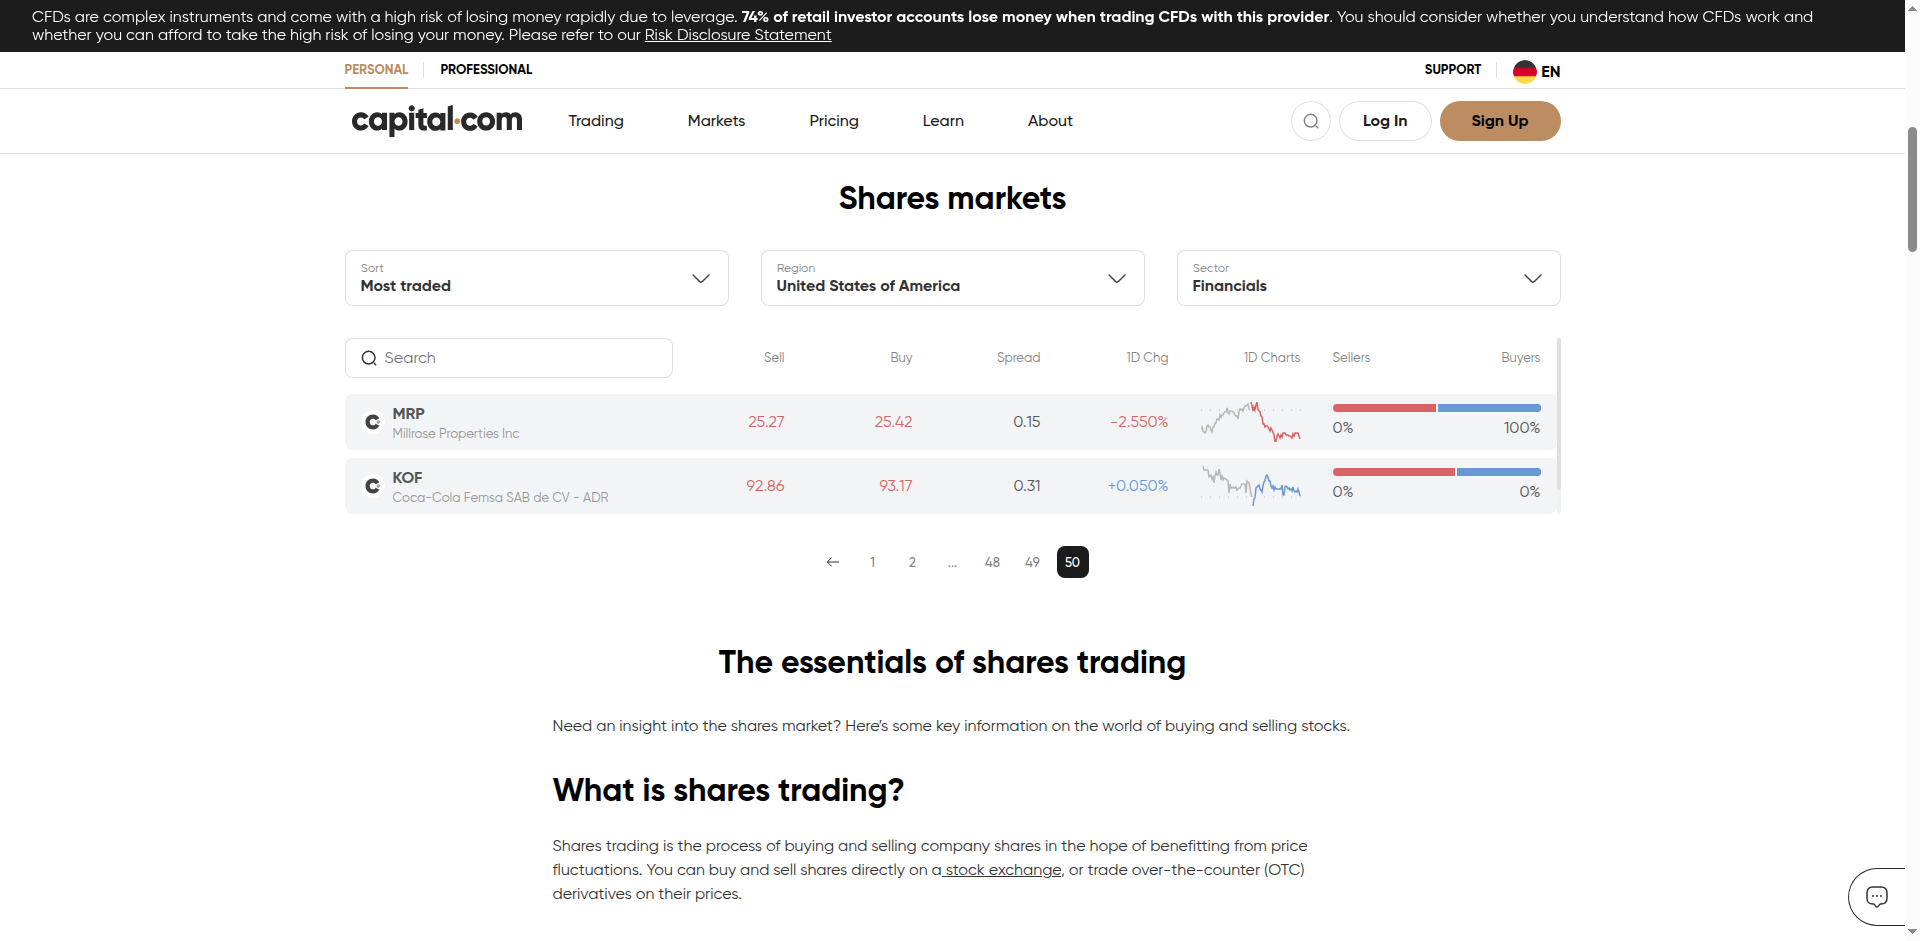 CFDs are complex instruments and come with a high risk of losing money rapidly due to leverage. 74% of retail investor accounts lose money when trading CFDs with this provider. You should consider whether you understand how CFDs work and
whether you can afford to take the high risk of losing your money. Please refer to our Risk Disclosure Statement
PERSONAL PROFESSIONAL SUPPORT EN
capital.com Trading Markets Pricing Learn About Log In Sign Up
Shares markets
Sort Region Sector
Most traded United States of America Financials
Search Sell Buy Spread 1D Chg 1D Charts Sellers Buyers
MRP
Millrose Properties Inc 25.27 25.42 0.15 -2.550% 0% 100%
KOF
Coca-Cola Femsa SAB de CV - ADR 92.86 93.17 0.31 +0.050% 0% 0%
1 2 ... 48 49 50
The essentials of shares trading
Need an insight into the shares market? Here's some key information on the world of buying and selling stocks.
What is shares trading?
Shares trading is the process of buying and selling company shares in the hope of benefitting from price
fluctuations. You can buy and sell shares directly on a stock exchange, or trade over-the-counter (OTC)
derivatives on their prices.